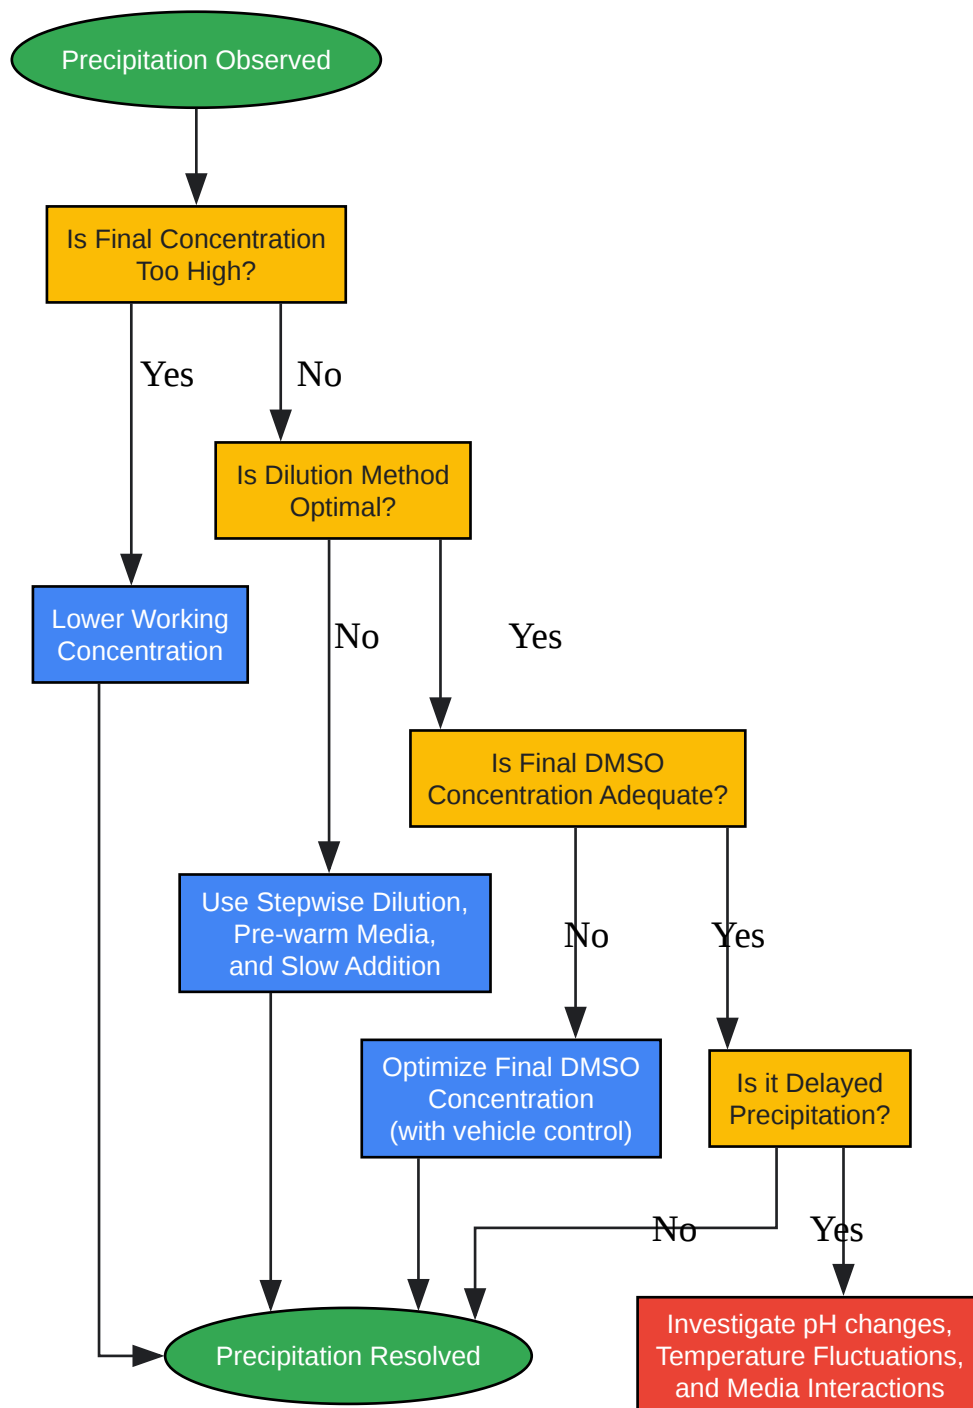 Precipitation Observed
Is Final Concentration
Too High?
Yes
No
Is Dilution Method
Optimal?
Lower Working
Concentration
No
Yes
Is Final DMSO
Concentration Adequate?
Use Stepwise Dilution,
Pre-warm Media,
and Slow Addition
No
Yes
Optimize Final DMSO
Concentration
(with vehicle control)
Is it Delayed
Precipitation?
No
Yes
Precipitation Resolved
Investigate pH changes,
Temperature Fluctuations,
and Media Interactions